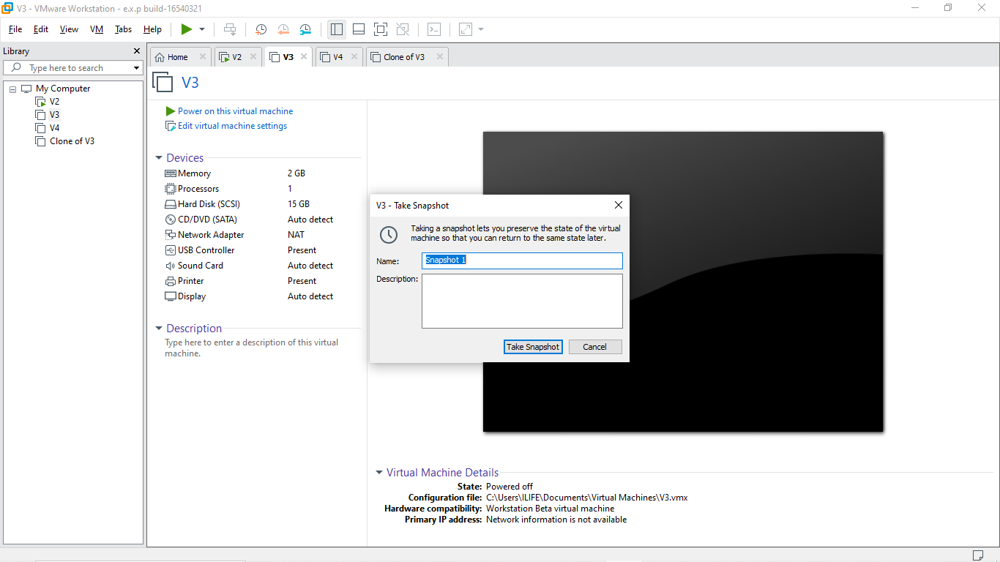 V3 - VMware Workstation - e.x.p build-16540321
File Edit View VM Tabs Help
Library
Type here to search
My Computer
V2
V3
V4
Clone of V3
Home V2 V3 V4 Clone of V3
V3
Power on this virtual machine
Edit virtual machine settings
Devices
Memory 2 GB
Processors 1
Hard Disk (SCSI) 15 GB
CD/DVD (SATA) Auto detect
Network Adapter NAT
USB Controller Present
Sound Card Auto detect
Printer Present
Display Auto detect
Description
Type here to enter a description of this virtual
machine.
V3 - Take Snapshot
Taking a snapshot lets you preserve the state of the virtual
machine so that you can return to the same state later.
Name: Snapshot 1
Description:
Take Snapshot Cancel
Virtual Machine Details
State: Powered off
Configuration file: C:\Users\ILIFE\Documents\Virtual Machines\V3.vmx
Hardware compatibility: Workstation Beta virtual machine
Primary IP address: Network information is not available